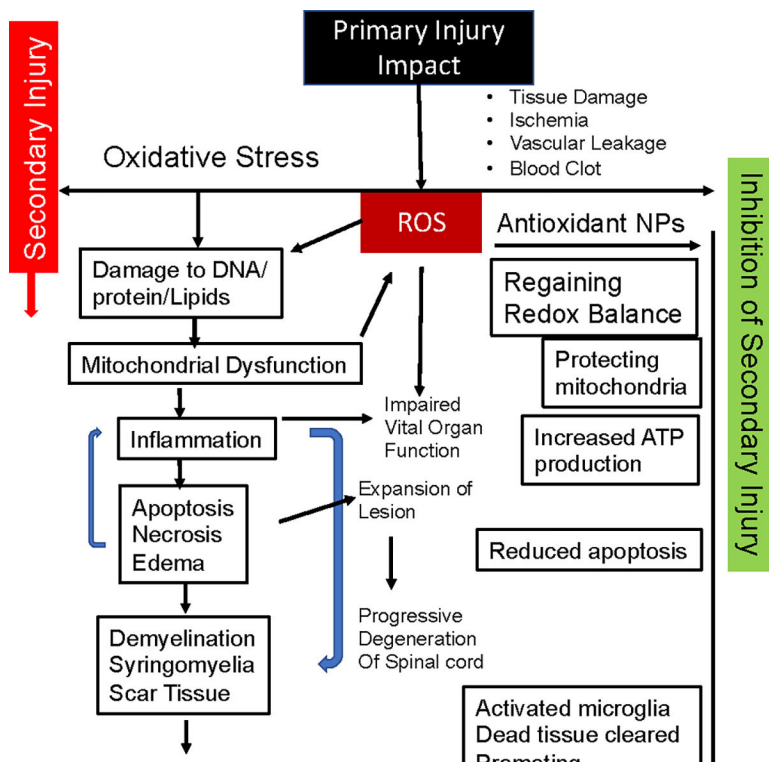 Primary Injury
Impact
• Tissue Damage
• Ischemia
• Vascular Leakage
• Blood Clot
Secondary Injury
Oxidative Stress
ROS
Antioxidant NPs
Inhibition of Secondary Injury
Damage to DNA/
protein/Lipids
Regaining
Redox Balance
Mitochondrial Dysfunction
Protecting
mitochondria
Inflammation
Impaired
Vital Organ
Function
Increased ATP
production
Apoptosis
Necrosis
Edema
Expansion of
Lesion
Reduced apoptosis
Demyelination
Syringomyelia
Scar Tissue
Progressive
Degeneration
Of Spinal cord
Activated microglia
Dead tissue cleared
Promoting